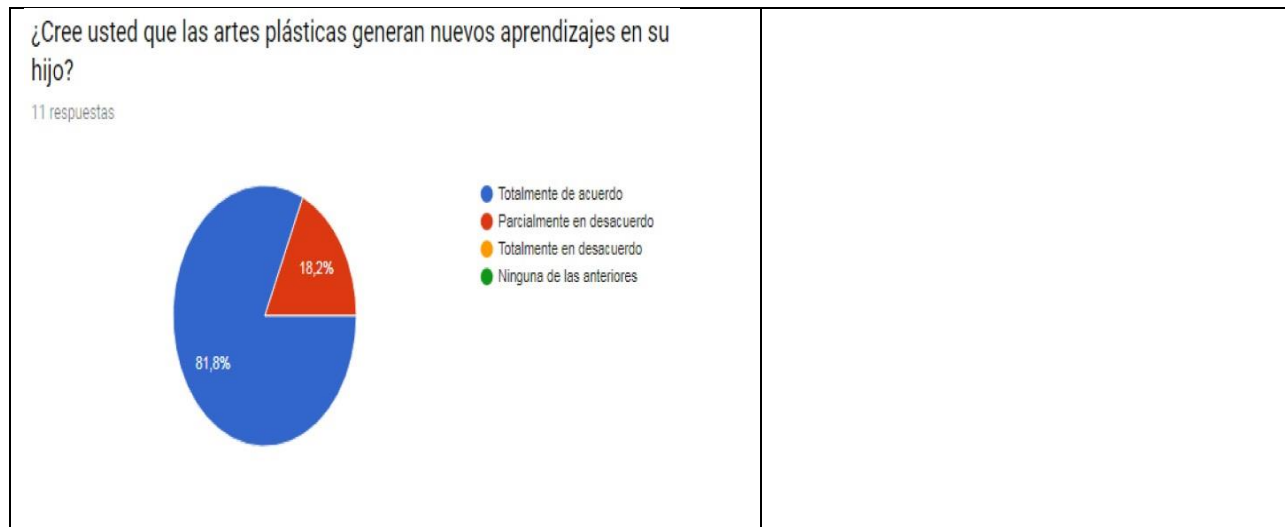 ¿Cree usted que las artes plásticas generan nuevos aprendizajes en su
hijo?
11 respuestas
Totalmente de acuerdo
Parcialmente en desacuerdo
Totalmente en desacuerdo
Ninguna de las anteriores
18,2%
81,8%